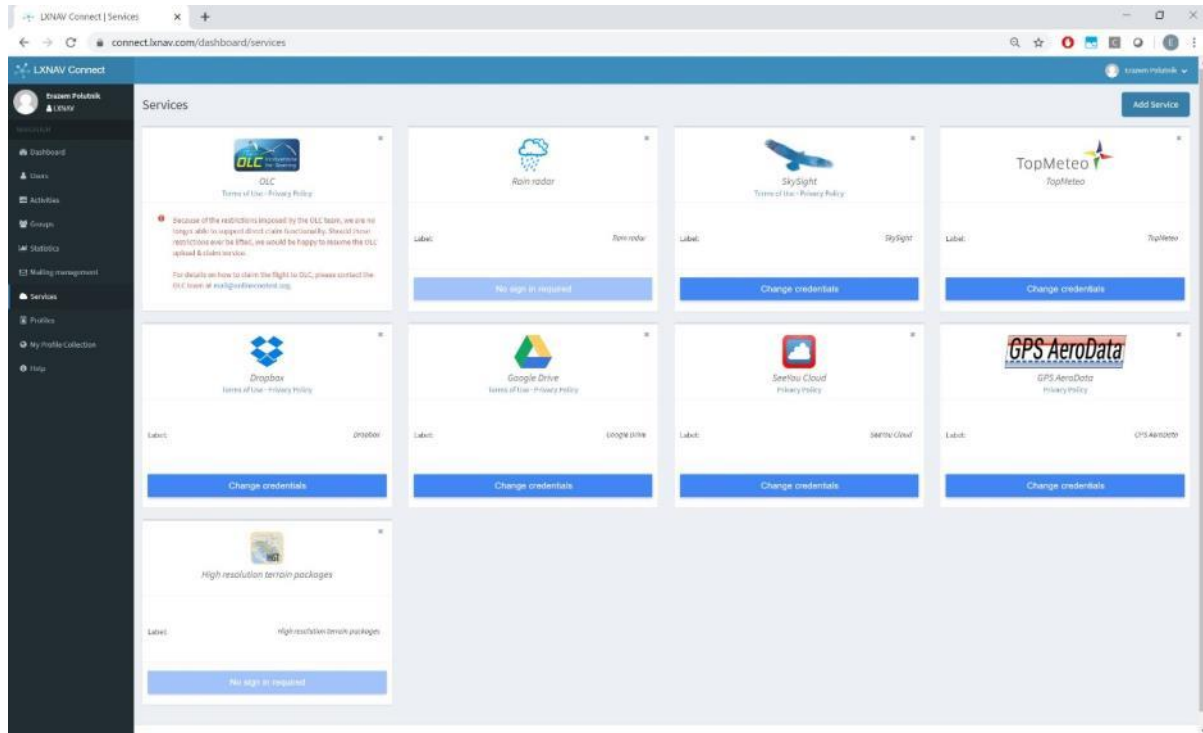 LXNAV Connect | Services
connect.lxnav.com/dashboard/services
LXNAV Connect
Erazem Polutnik
Erazem Polutnik
LXNAV
Dashboard
Users
Activities
Groups
Statistics
Mailing management
Services
Profiles
My Profile Collection
Help
Services
Add Service
OLC
OLC
Terms of Use - Privacy Policy
Because of the restrictions imposed by the OLC team, we are no
longer able to support direct claim functionality. Should those
restrictions ever be lifted, we would be happy to resume the OLC
upload & claim service.
For details on how to claim the flight to OLC, please contact the
OLC team at mail@onlinecontest.org.
Rain radar
Label: Rain radar
No sign in required
SkySight
Terms of Use - Privacy Policy
Label: SkySight
Change credentials
TopMeteo
TopMeteo
Label: TopMeteo
Change credentials
Dropbox
Terms of Use - Privacy Policy
Label: Dropbox
Change credentials
Google Drive
Terms of Use - Privacy Policy
Label: Google Drive
Change credentials
SeeYou Cloud
Privacy Policy
Label: SeeYou Cloud
Change credentials
GPS AeroData
GPS AeroData
Privacy Policy
Label: GPS AeroData
Change credentials
HGT
High resolution terrain packages
Label: High resolution terrain packages
No sign in required